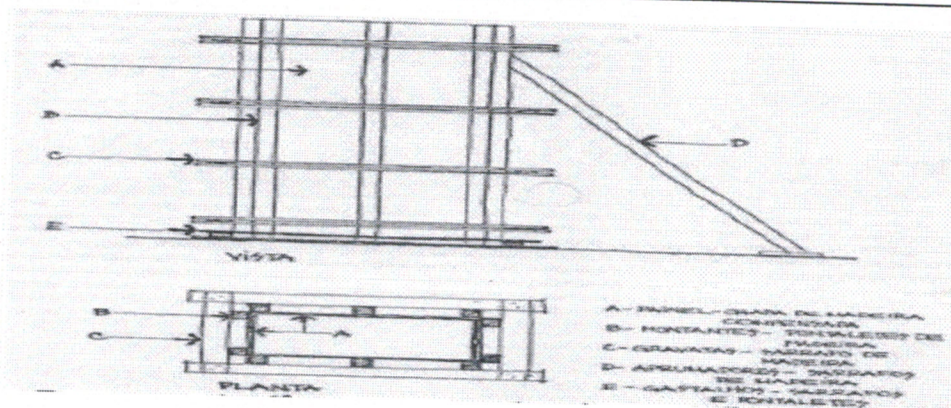 A
B
C
E
D
VISTA
B
C
A
PLANTA
A- PAINEL - CHAPA DE MADEIRA
COMPENSADA
B- MONTANTES - PONTALETES DE
MADEIRA
C- GRAVATAS - SARRAFO DE
MADEIRA
D- APRUMADORES - SARRAFOS
DE MADEIRA
E - GASTALHOS - SARRAFOS
E PONTALETES